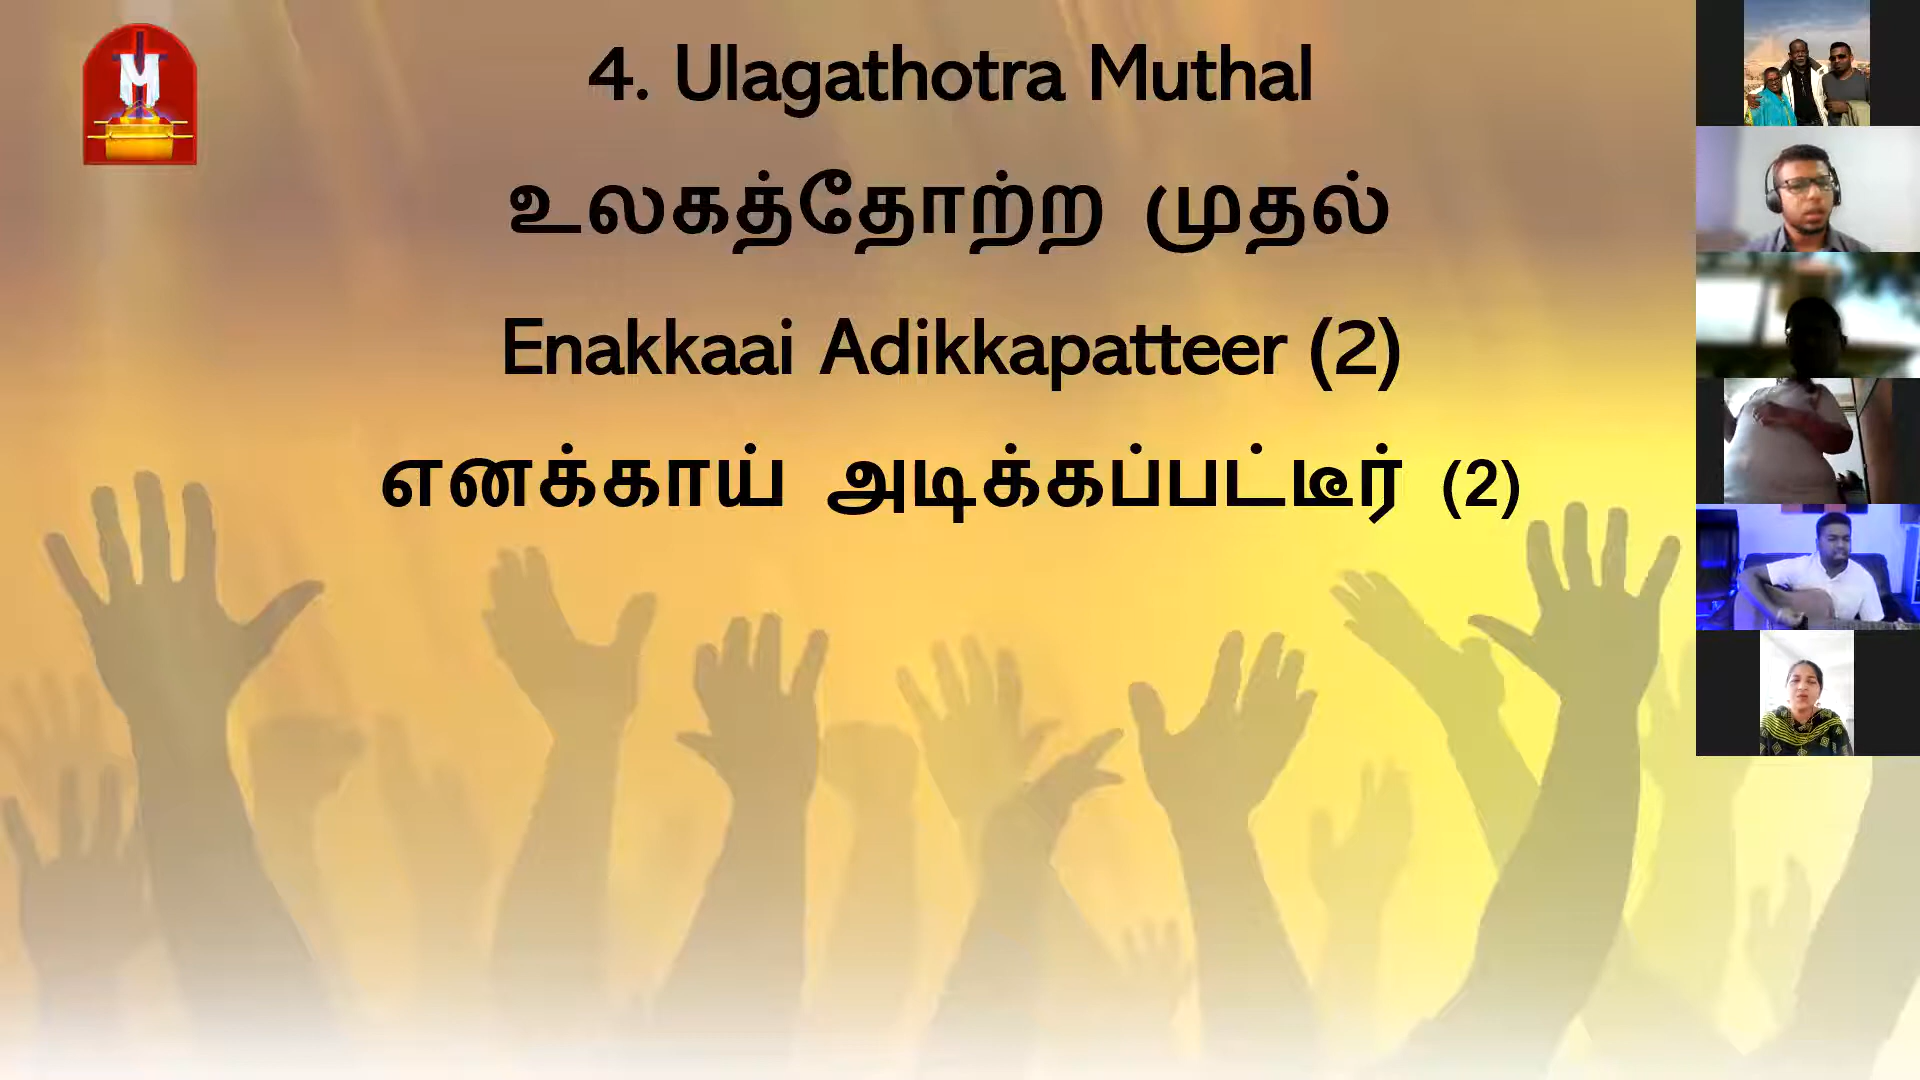 4. Ulagathotra Muthal
உலகத்தோற்ற முதல்
Enakkaai Adikkapatteer (2)
எனக்காய் அடிக்கப்பட்டீர் (2)